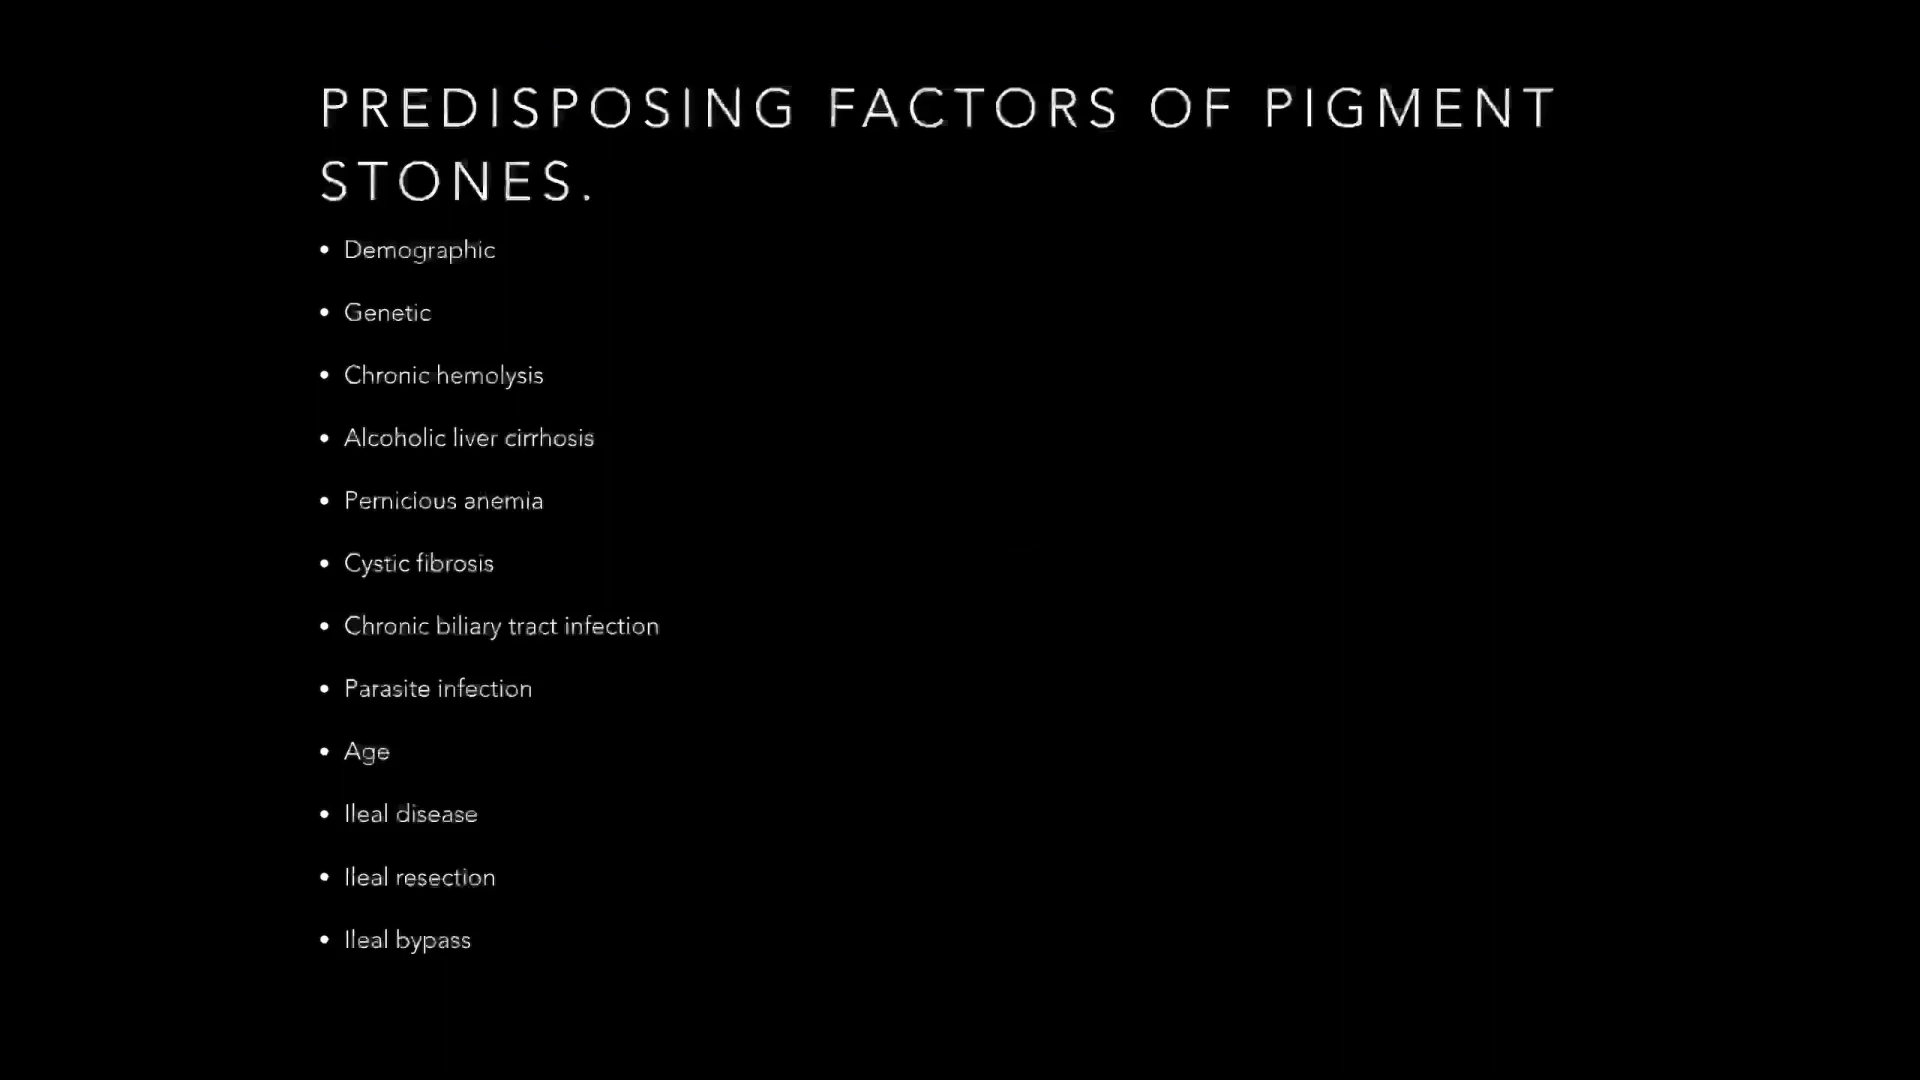 PREDISPOSING FACTORS OF PIGMENT
STONES.
• Demographic
• Genetic
• Chronic hemolysis
• Alcoholic liver cirrhosis
• Pernicious anemia
• Cystic fibrosis
• Chronic biliary tract infection
• Parasite infection
• Age
• Ileal disease
• Ileal resection
• Ileal bypass